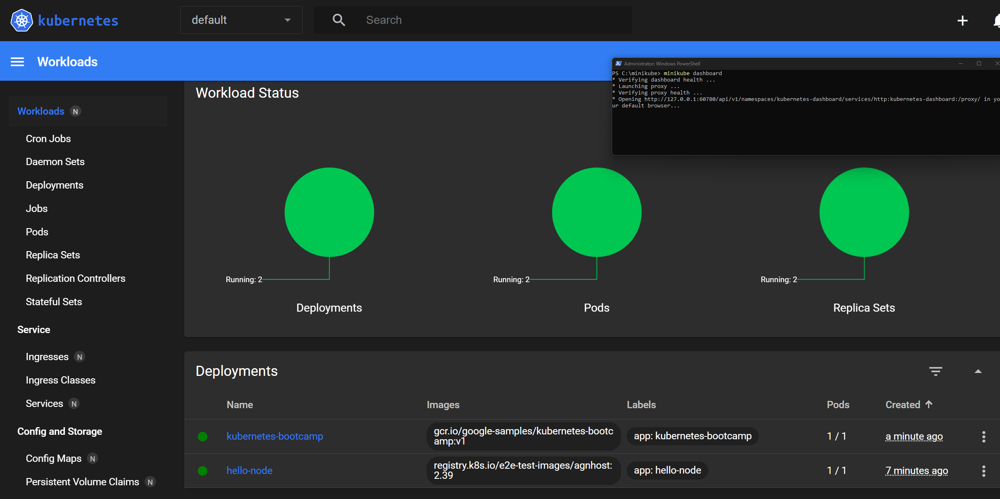 kubernetes
default
Search
Workloads
Administrator: Windows PowerShell
PS C:\minikube> minikube dashboard
* Verifying dashboard health ...
* Launching proxy ...
* Verifying proxy health ...
* Opening http://127.0.0.1:60780/api/v1/namespaces/kubernetes-dashboard/services/http:kubernetes-dashboard:/proxy/ in yo
ur default browser...
Workloads N
Cron Jobs
Daemon Sets
Deployments
Jobs
Pods
Replica Sets
Replication Controllers
Stateful Sets
Service
Ingresses N
Ingress Classes
Services N
Config and Storage
Config Maps N
Persistent Volume Claims N
Workload Status
Running: 2
Running: 2
Running: 2
Deployments
Pods
Replica Sets
Deployments
Name Images Labels Pods Created
kubernetes-bootcamp gcr.io/google-samples/kubernetes-bootc app: kubernetes-bootcamp 1 / 1 a minute ago
amp:v1
hello-node registry.k8s.io/e2e-test-images/agnhost: app: hello-node 1 / 1 7 minutes ago
2.39